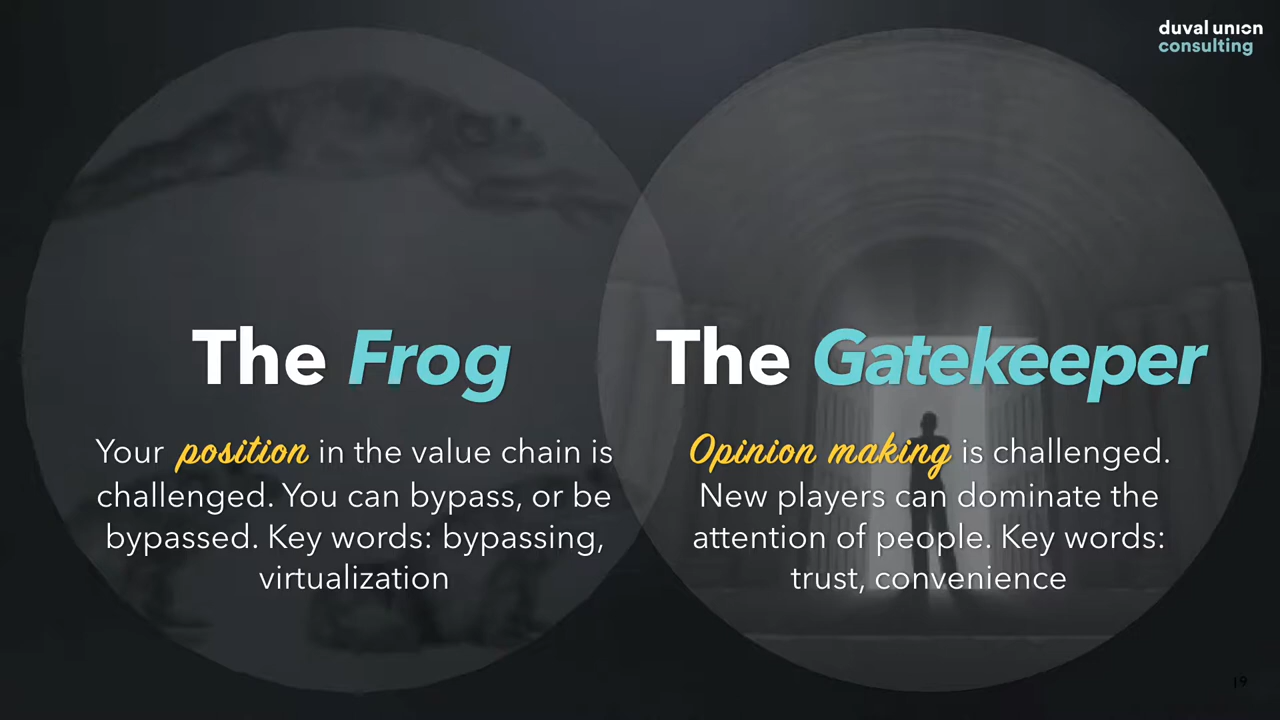 duval union
consulting
The Frog
Your position in the value chain is
challenged. You can bypass, or be
bypassed. Key words: bypassing,
virtualization
The Gatekeeper
Opinion making is challenged.
New players can dominate the
attention of people. Key words:
trust, convenience
19